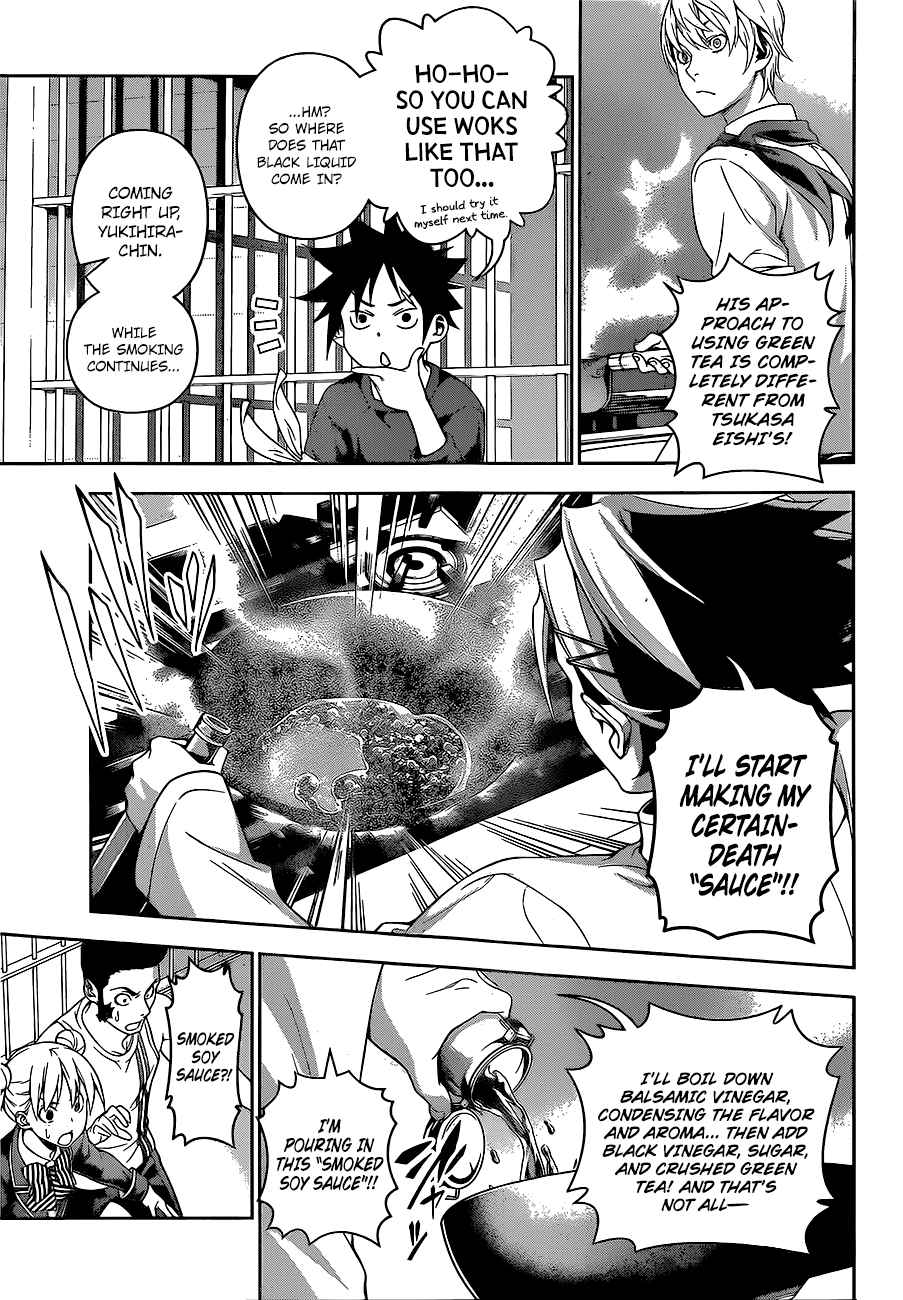 HIS AP-
PROACH TO
USING GREEN
TEA IS COMP-
LETELY DIFFE-
RENT FROM
TSUKASA
EISHI'S!
HO-HO-
SO YOU CAN
USE WOKS
LIKE THAT
TOO...
I should try it
myself next time.
...HM?
SO WHERE
DOES THAT
BLACK LIQUID
COME IN?
COMING
RIGHT UP,
YUKIHIRA-
CHIN.
WHILE
THE SMOKING
CONTINUES...
I'LL START
MAKING MY
CERTAIN-
DEATH
"SAUCE"!!
I'LL BOIL DOWN
BALSAMIC VINEGAR,
CONDENSING THE FLAVOR
AND AROMA... THEN ADD
BLACK VINEGAR, SUGAR,
AND CRUSHED GREEN
TEA! AND THAT'S
NOT ALL—
I'M
POURING IN
THIS "SMOKED
SOY SAUCE"!!
SMOKED
SOY
SAUCE?!